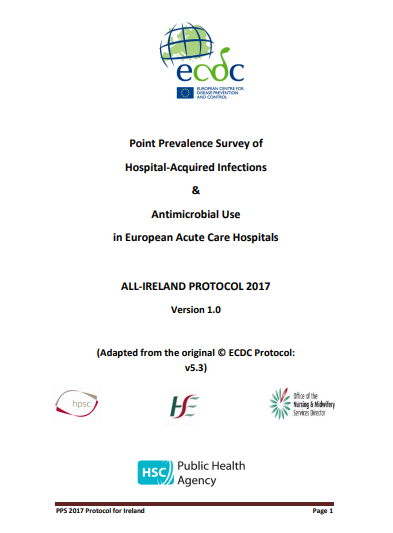 ecdc
EUROPEAN CENTRE FOR
DISEASE PREVENTION
AND CONTROL
Point Prevalence Survey of
Hospital-Acquired Infections
&
Antimicrobial Use
in European Acute Care Hospitals
ALL-IRELAND PROTOCOL 2017
Version 1.0
(Adapted from the original © ECDC Protocol:
v5.3)
hpsc
HE
Office of the
Nursing & Midwifery
Services Director
HSC Public Health
Agency
PPS 2017 Protocol for Ireland Page 1